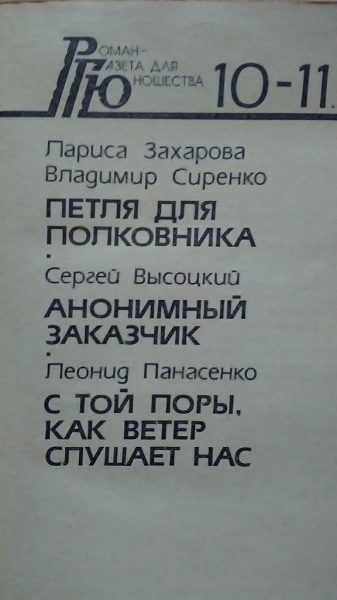 Роман-
Газета для
Юношества
10-11.
Лариса Захарова
Владимир Сиренко
ПЕТЛЯ ДЛЯ
ПОЛКОВНИКА
·
Сергей Высоцкий
АНОНИМНЫЙ
ЗАКАЗЧИК
·
Леонид Панасенко
С ТОЙ ПОРЫ,
КАК ВЕТЕР
СЛУШАЕТ НАС